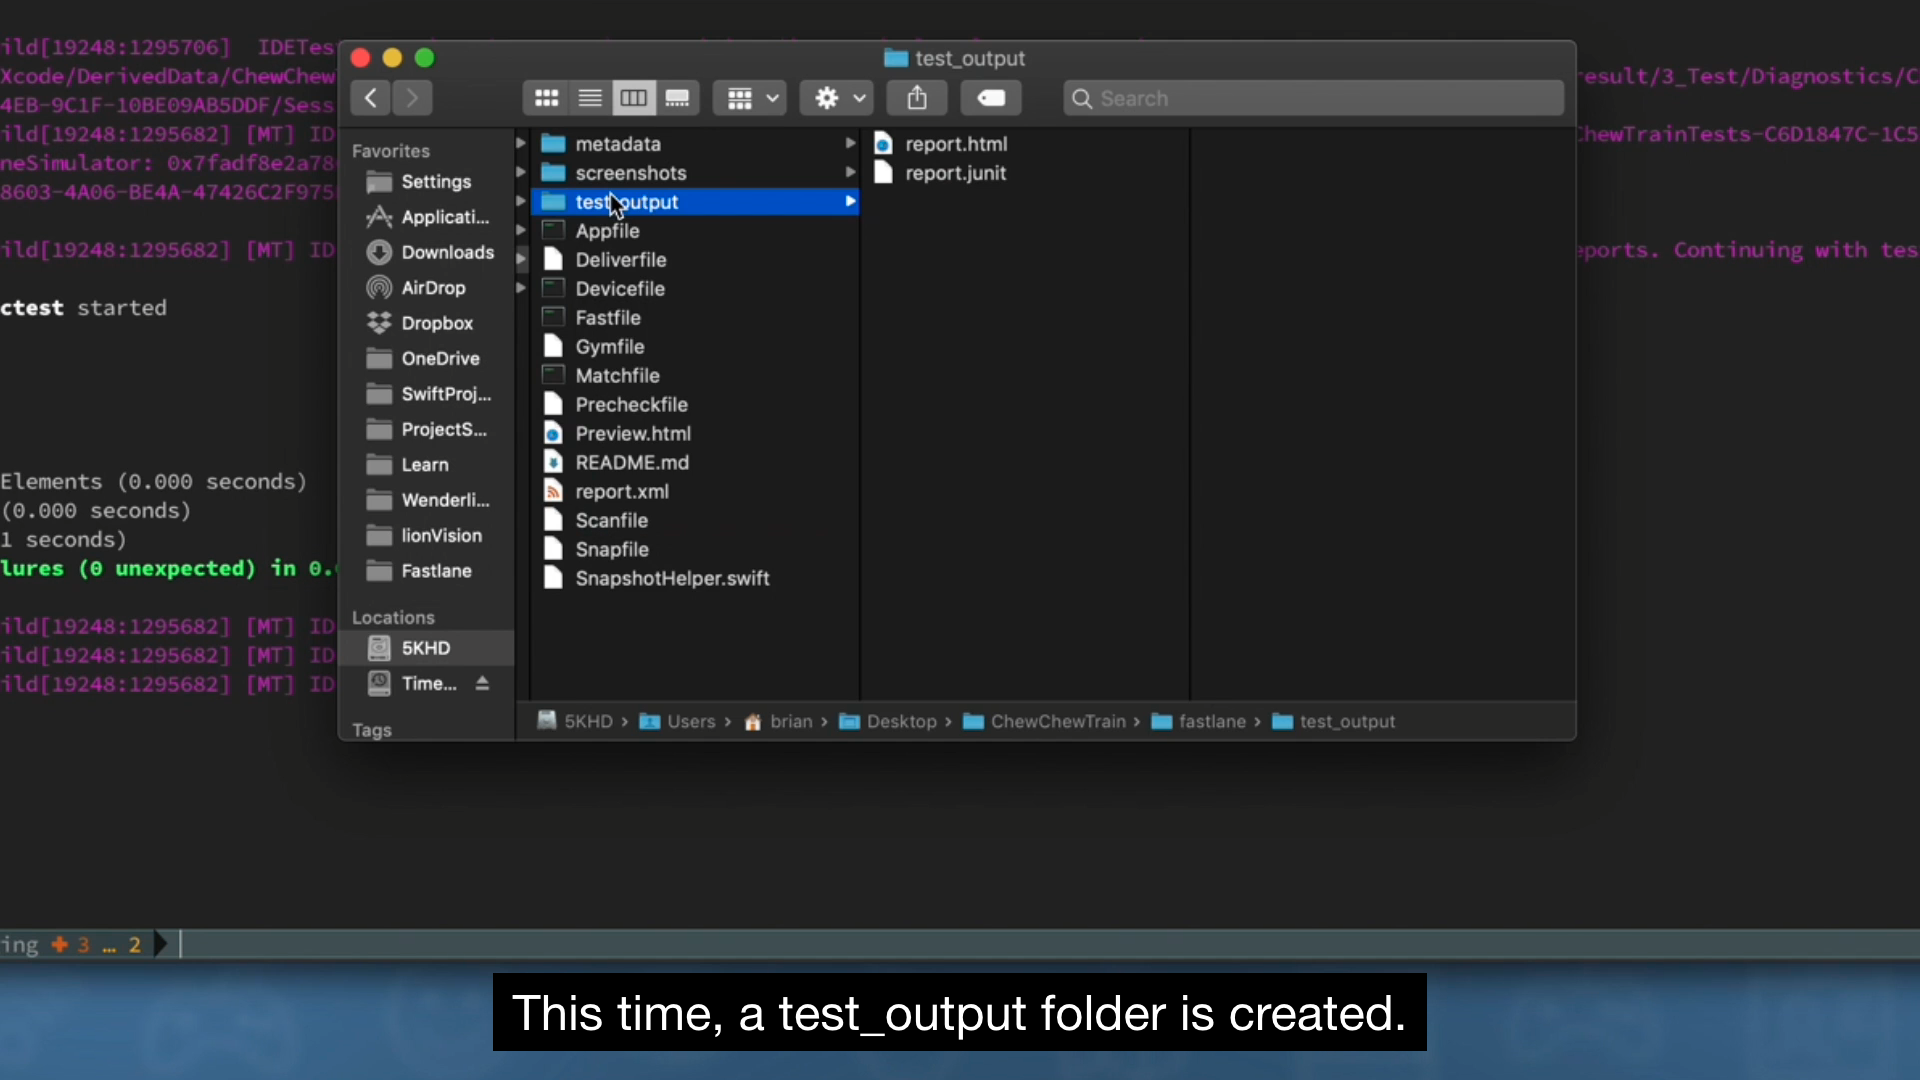 ild[19248:1295706] IDETes
Xcode/DerivedData/ChewChew
4EB-9C1F-10BE09AB5DDF/Sess
ild[19248:1295682] [MT] ID
neSimulator: 0x7fadf8e2a78
8603-4A06-BE4A-47426C2F975
ild[19248:1295682] [MT] ID
ctest started
Elements (0.000 seconds)
(0.000 seconds)
1 seconds)
lures (0 unexpected) in 0.
ild[19248:1295682] [MT] ID
ild[19248:1295682] [MT] ID
ild[19248:1295682] [MT] ID
test_output
Search
Favorites
Settings
Applicati...
Downloads
AirDrop
Dropbox
OneDrive
SwiftProj...
ProjectS...
Learn
Wenderli...
lionVision
Fastlane
Locations
5KHD
Time...
Tags
metadata
screenshots
test_output
Appfile
Deliverfile
Devicefile
Fastfile
Gymfile
Matchfile
Precheckfile
Preview.html
README.md
report.xml
Scanfile
Snapfile
SnapshotHelper.swift
report.html
report.junit
5KHD › Users › brian › Desktop › ChewChewTrain › fastlane › test_output
esult/3_Test/Diagnostics/C
ChewTrainTests-C6D1847C-1C5
eports. Continuing with tes
ing + 3 … 2
This time, a test_output folder is created.